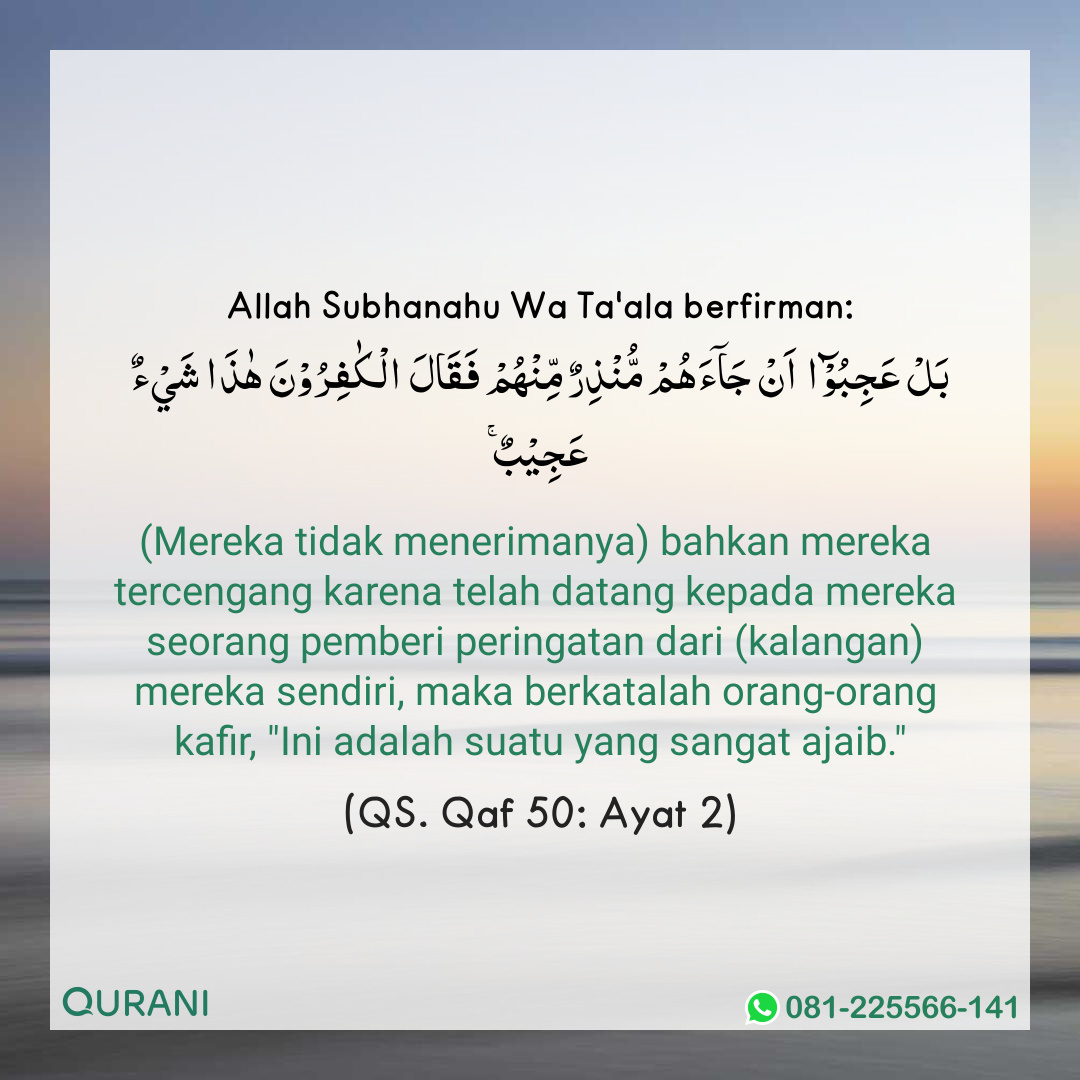 Allah Subhanahu Wa Ta'ala berfirman:
بَلْ عَجِبُوْۤا اَنْ جَآءَهُمْ مُّنْذِرٌ مِّنْهُمْ فَقَالَ الْكٰفِرُوْنَ هٰذَا شَيْءٌ
عَجِيْبٌ ۚ
(Mereka tidak menerimanya) bahkan mereka
tercengang karena telah datang kepada mereka
seorang pemberi peringatan dari (kalangan)
mereka sendiri, maka berkatalah orang-orang
kafir, "Ini adalah suatu yang sangat ajaib."
(QS. Qaf 50: Ayat 2)
QURANI
081-225566-141